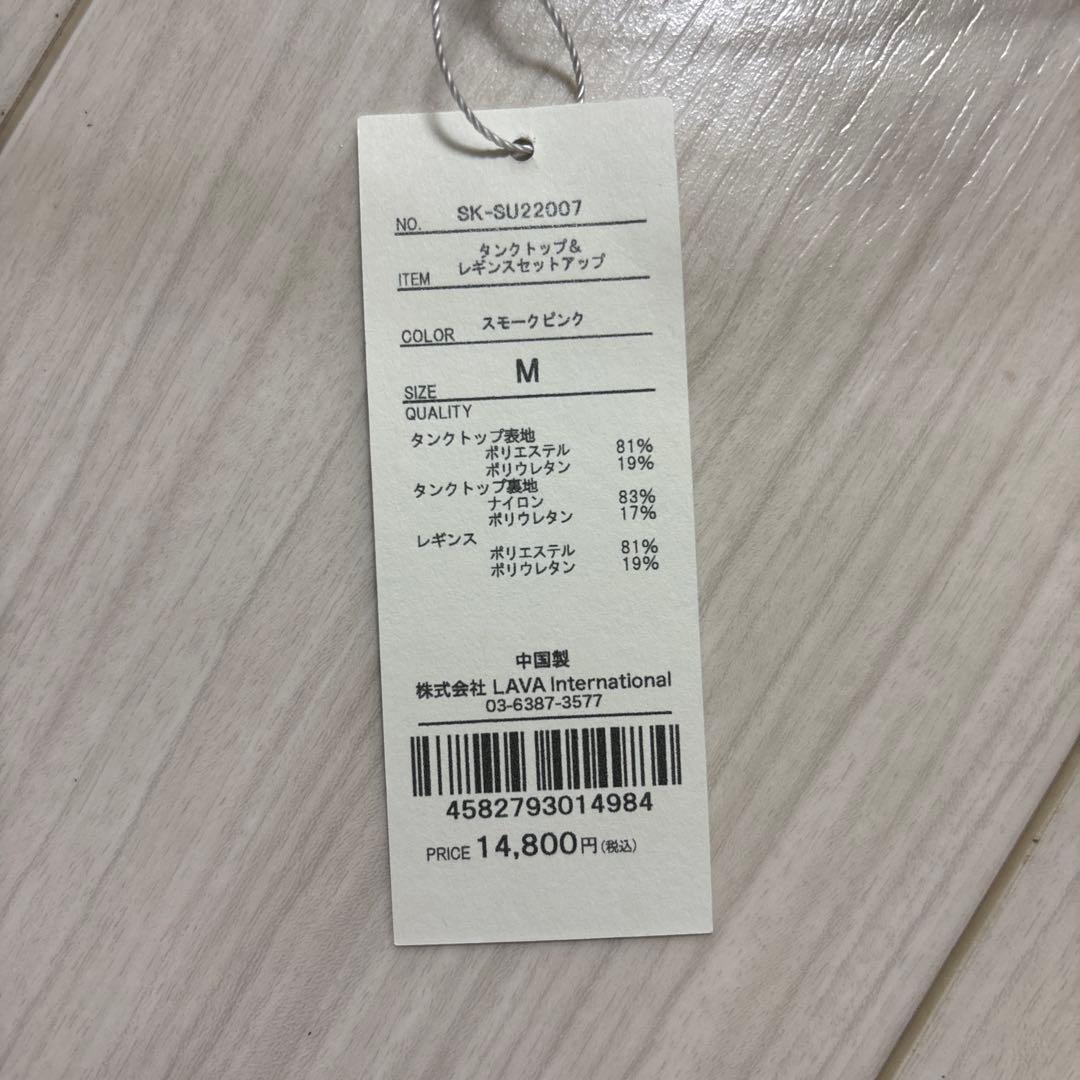 NO. SK-SU22007
タンクトップ&
ITEM レギンスセットアップ
COLOR スモークピンク
SIZE M
QUALITY
タンクトップ表地
ポリエステル 81%
ポリウレタン 19%
タンクトップ裏地
ナイロン 83%
ポリウレタン 17%
レギンス
ポリエステル 81%
ポリウレタン 19%
中国製
株式会社 LAVA International
03-6387-3577
4582793014984
PRICE 14,800円(税込)